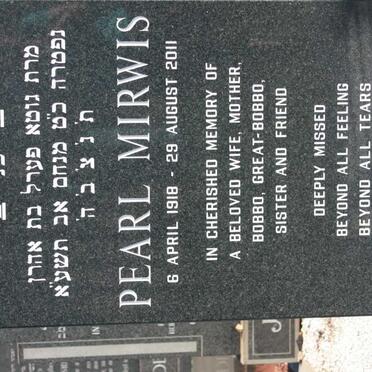 מרת גוטא פערל בת אהרן
נפטרה כ"ט מנחם אב תשע"א
ת נ צ ב ה
PEARL MIRWIS
6 APRIL 1918 - 29 AUGUST 2011
IN CHERISHED MEMORY OF
A BELOVED WIFE, MOTHER,
BOBBO, GREAT-BOBBO,
SISTER AND FRIEND
DEEPLY MISSED
BEYOND ALL FEELING
BEYOND ALL TEARS